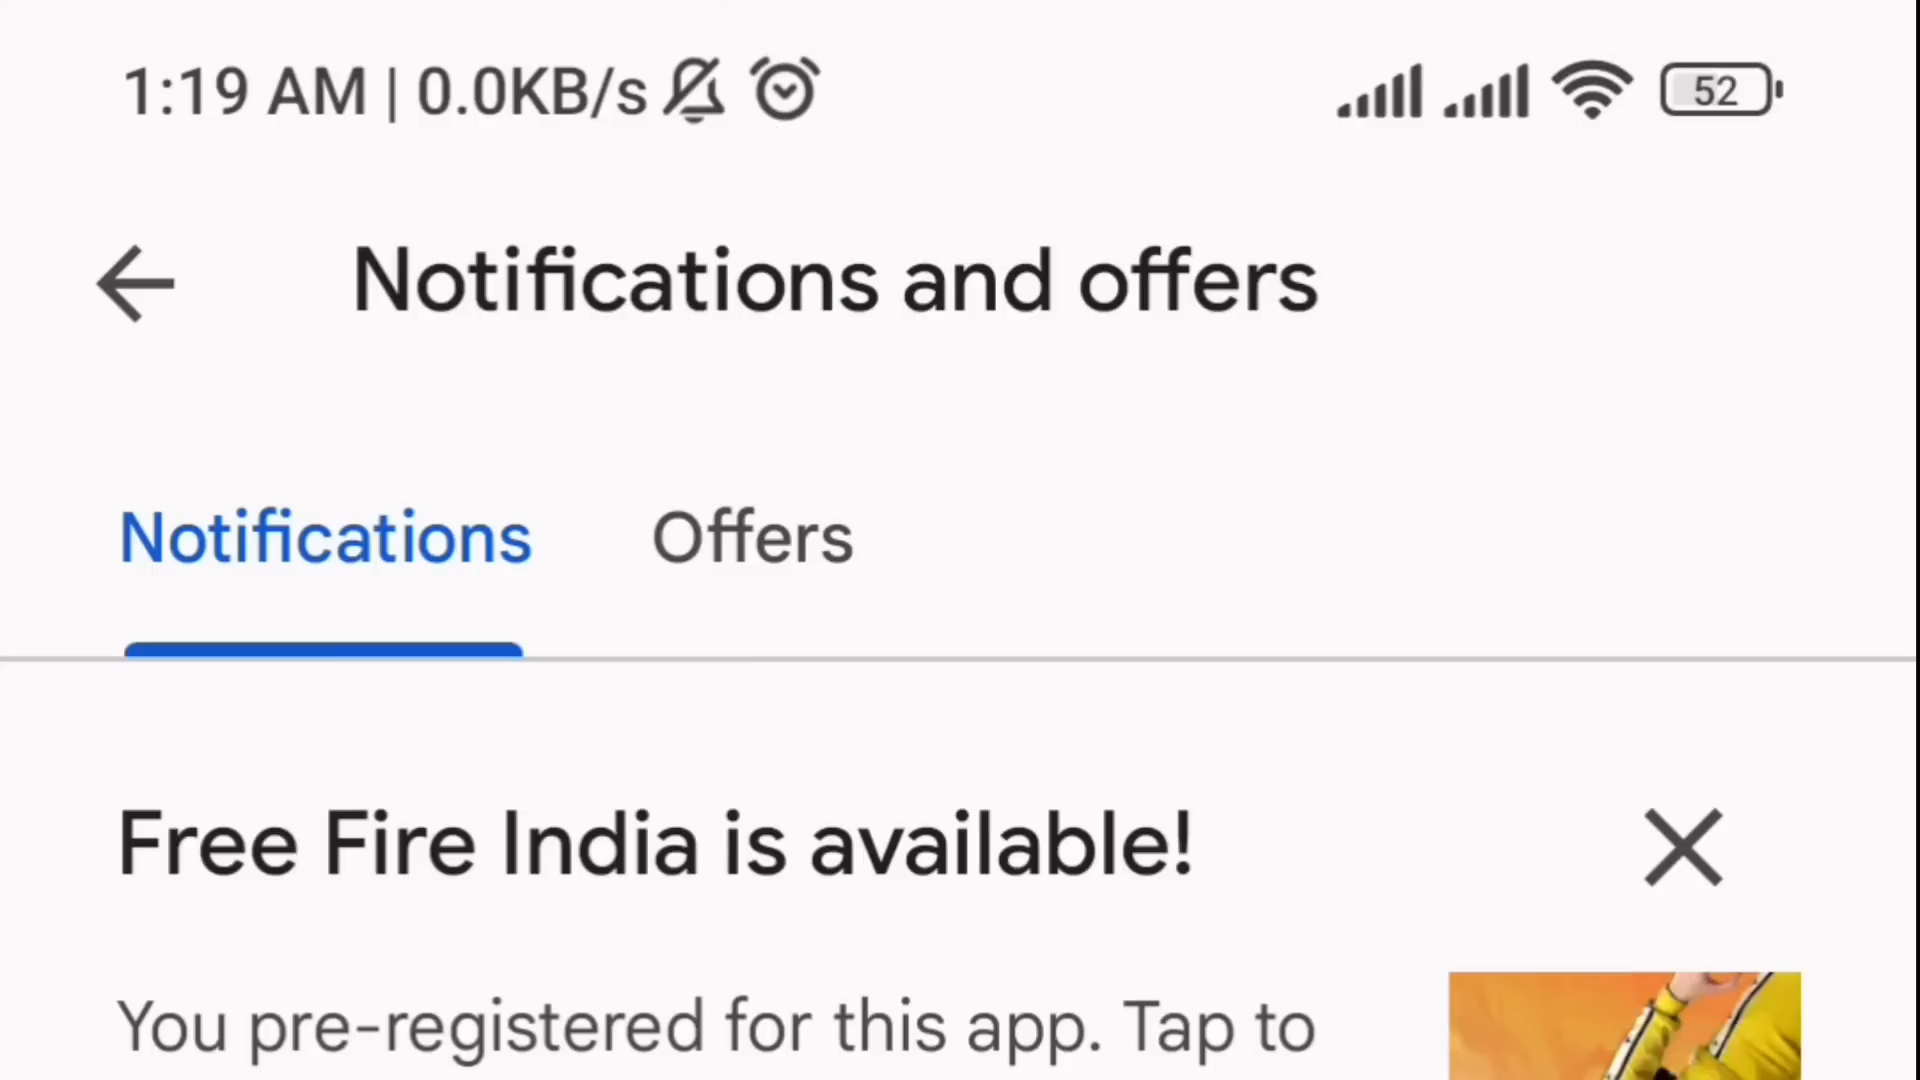 1:19 AM | 0.0KB/s 52
Notifications and offers
Notifications Offers
Free Fire India is available!
You pre-registered for this app. Tap to